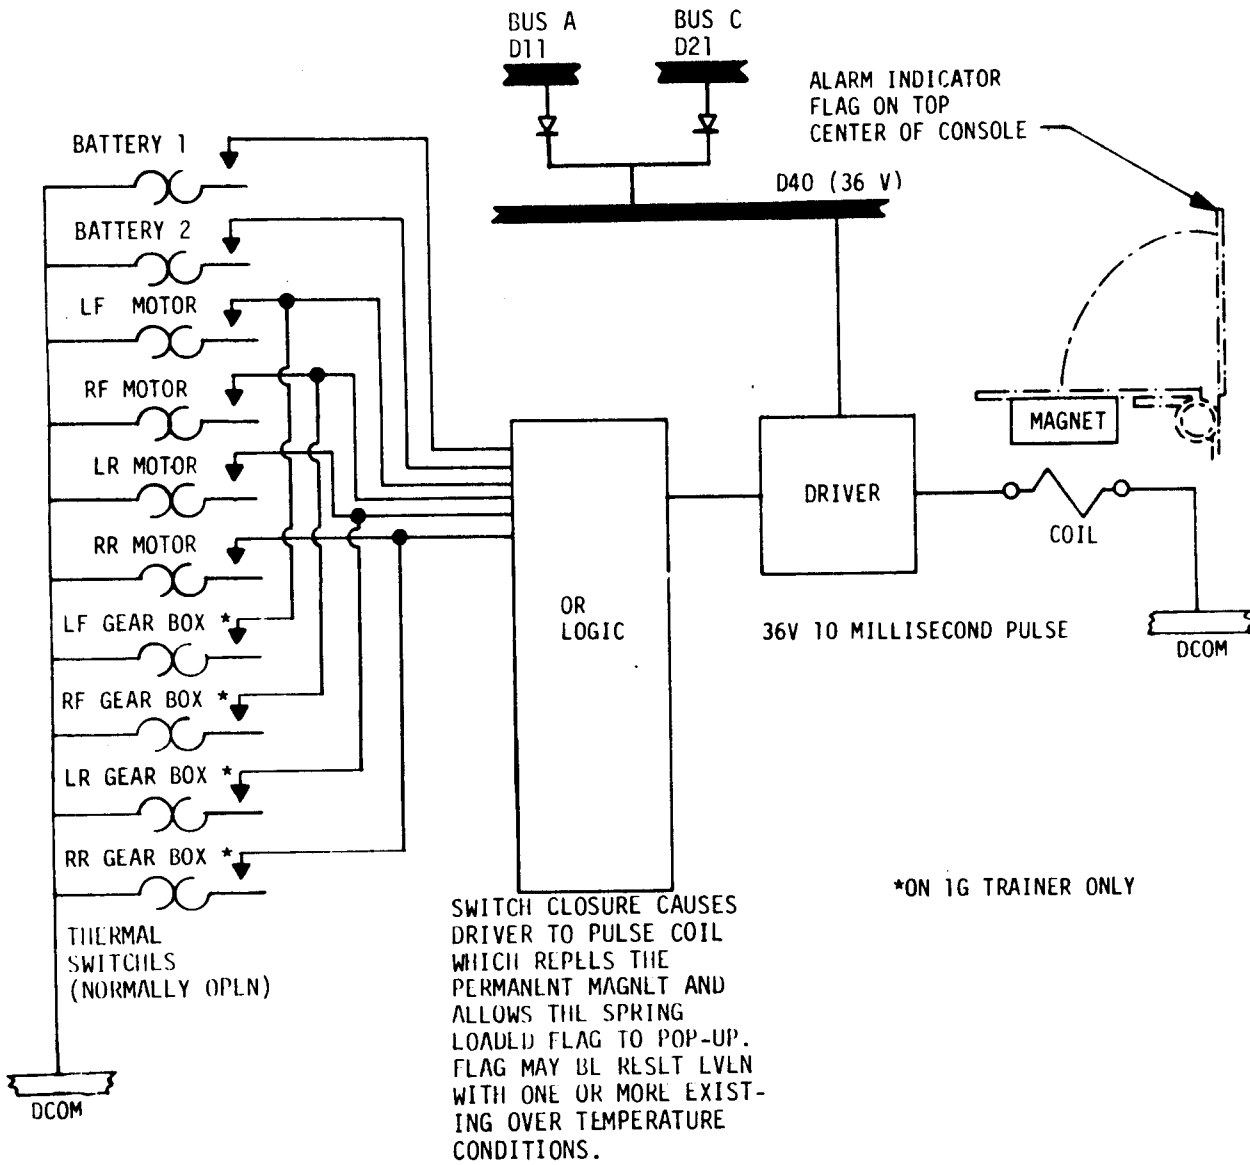 BUS A
D11
BUS C
D21
ALARM INDICATOR
FLAG ON TOP
CENTER OF CONSOLE
D40 (36 V)
BATTERY 1
BATTERY 2
LF MOTOR
RF MOTOR
LR MOTOR
RR MOTOR
LF GEAR BOX *
RF GEAR BOX *
LR GEAR BOX *
RR GEAR BOX *
THERMAL
SWITCHES
(NORMALLY OPEN)
DCOM
OR
LOGIC
DRIVER
MAGNET
COIL
36V 10 MILLISECOND PULSE
DCOM
*ON 1G TRAINER ONLY
SWITCH CLOSURE CAUSES
DRIVER TO PULSE COIL
WHICH REPELLS THE
PERMANENT MAGNET AND
ALLOWS THE SPRING
LOADED FLAG TO POP-UP.
FLAG MAY BE RESET EVEN
WITH ONE OR MORE EXIST-
ING OVER TEMPERATURE
CONDITIONS.